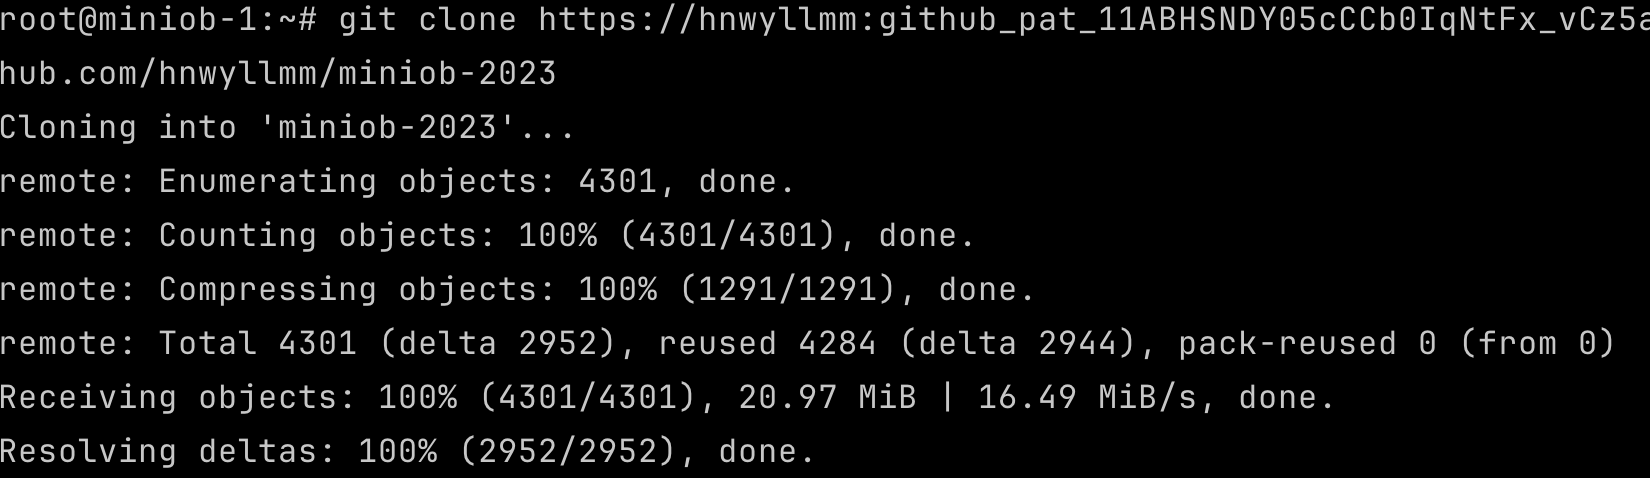 root@miniob-1:~# git clone https://hnwyllmm:github_pat_11ABHSNDY05cCCb0IqNtFx_vCz5a
hub.com/hnwyllmm/miniob-2023
Cloning into 'miniob-2023'...
remote: Enumerating objects: 4301, done.
remote: Counting objects: 100% (4301/4301), done.
remote: Compressing objects: 100% (1291/1291), done.
remote: Total 4301 (delta 2952), reused 4284 (delta 2944), pack-reused 0 (from 0)
Receiving objects: 100% (4301/4301), 20.97 MiB | 16.49 MiB/s, done.
Resolving deltas: 100% (2952/2952), done.